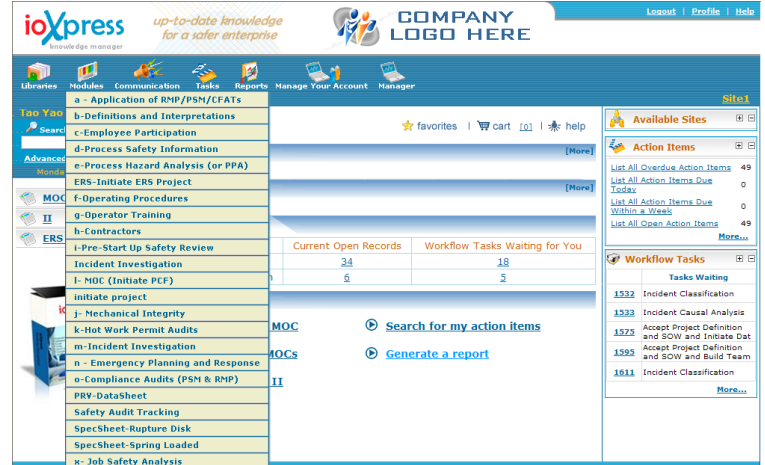 ioXpress
knowledge manager
up-to-date knowledge
for a safer enterprise
COMPANY
LOGO HERE
Logout | Profile | Help
Libraries
Modules
Communication
Tasks
Reports
Manage Your Account
Manager
Site1
Tao Yao
Search
Advanced
Monda
favorites | cart [0] | help
[More]
[More]
MOC
II
ERS
a - Application of RMP/PSM/CFATs
b-Definitions and Interpretations
c-Employee Participation
d-Process Safety Information
e-Process Hazard Analysis (or PPA)
ERS-Initiate ERS Project
f-Operating Procedures
g-Operator Training
h-Contractors
i-Pre-Start Up Safety Review
Incident Investigation
l- MOC (Initiate PCF)
initiate project
j- Mechanical Integrity
k-Hot Work Permit Audits
m-Incident Investigation
n - Emergency Planning and Response
o-Compliance Audits (PSM & RMP)
PRV-DataSheet
Safety Audit Tracking
SpecSheet-Rupture Disk
SpecSheet-Spring Loaded
x- Job Safety Analysis
Current Open Records
Workflow Tasks Waiting for You
34
18
6
5
MOC
Search for my action items
MOCs
Generate a report
II
Available Sites
Action Items
List All Overdue Action Items 49
List All Action Items Due
Today
0
List All Action Items Due
Within a Week
0
List All Open Action Items 49
More...
Workflow Tasks
Tasks Waiting
1532 Incident Classification
1533 Incident Causal Analysis
1575 Accept Project Definition
and SOW and Initiate Dat
1595 Accept Project Definition
and SOW and Build Team
1611 Incident Classification
More...